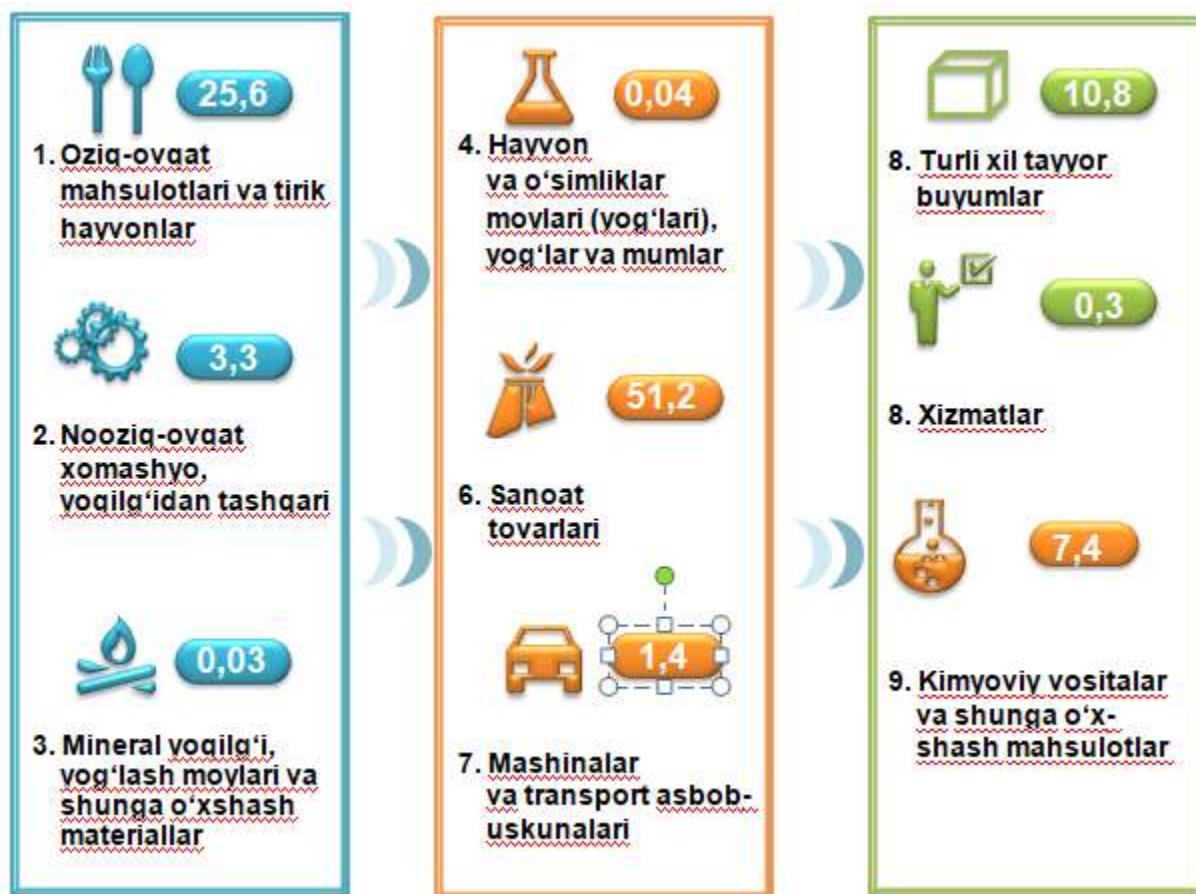 25,6
1. Oziq-ovqat
mahsulotlari va tirik
hayvonlar
3,3
2. Nooziq-ovqat
xomashyo,
yoqilg‘idan tashqari
0,03
3. Mineral yoqilg‘i,
yog‘lash moylari va
shunga o‘xshash
materiallar
0,04
4. Hayvon
va o‘simliklar
moylari (yog‘lari),
yog‘lar va mumlar
51,2
6. Sanoat
tovarlari
1,4
7. Mashinalar
va transport asbob-
uskunalari
10,8
8. Turli xil tayyor
buyumlar
0,3
8. Xizmatlar
7,4
9. Kimyoviy vositalar
va shunga o‘x-
shash mahsulotlar